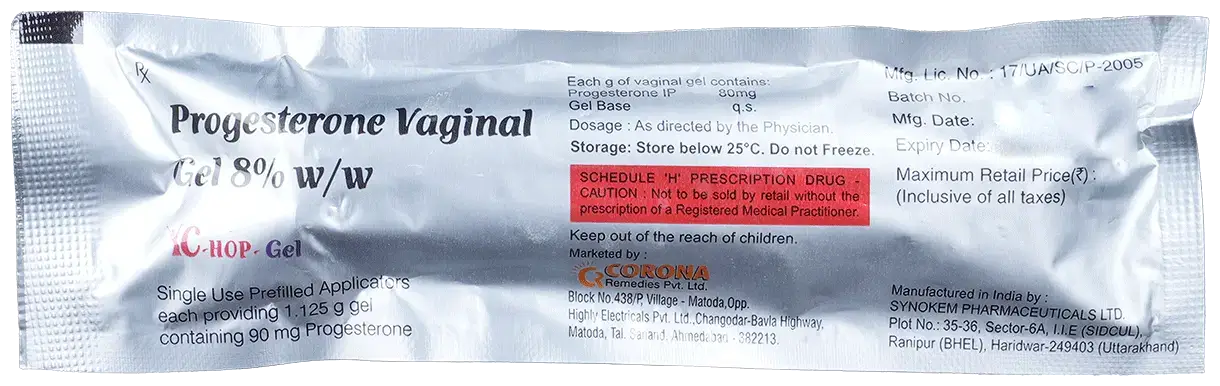 Rx
Progesterone Vaginal
Gel 8% w/w
-HOP- Gel
Single Use Prefilled Applicators
each providing 1.125 g gel
containing 90 mg Progesterone
Each g of vaginal gel contains:
Progesterone IP 80mg
Gel Base q.s.
Dosage : As directed by the Physician.
Storage: Store below 25°C. Do not Freeze.
SCHEDULE 'H' PRESCRIPTION DRUG -
CAUTION : Not to be sold by retail without the
prescription of a Registered Medical Practitioner.
Keep out of the reach of children.
Marketed by :
CORONA
Remedies Pvt. Ltd.
Block No.438/P, Village - Matoda,Opp.
Highly Electricals Pvt. Ltd.,Changodar-Bavla Highway,
Matoda, Tal. Sanand. Ahmedabad - 382213.
Mfg. Lic. No. : 17/UA/SC/P-2005
Batch No.
Mfg. Date:
Expiry Date:
Maximum Retail Price(₹) :
(Inclusive of all taxes)
Manufactured in India by :
SYNOKEM PHARMACEUTICALS LTD.
Plot No.: 35-36, Sector-6A, I.I.E (SIDCUL),
Ranipur (BHEL), Haridwar-249403 (Uttarakhand)